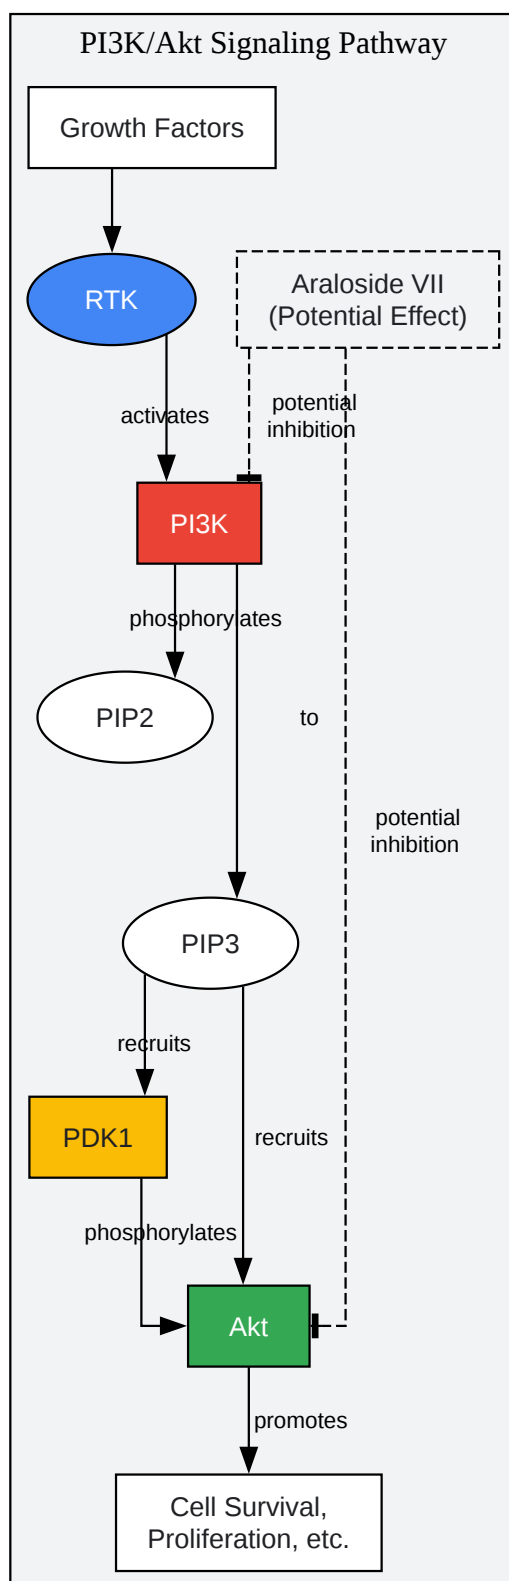 PI3K/Akt Signaling Pathway
Growth Factors
RTK
Araloside VII
(Potential Effect)
activates
potential
inhibition
PI3K
phosphorylates
PIP2
to
potential
inhibition
PIP3
recruits
PDK1
recruits
phosphorylates
Akt
promotes
Cell Survival,
Proliferation, etc.